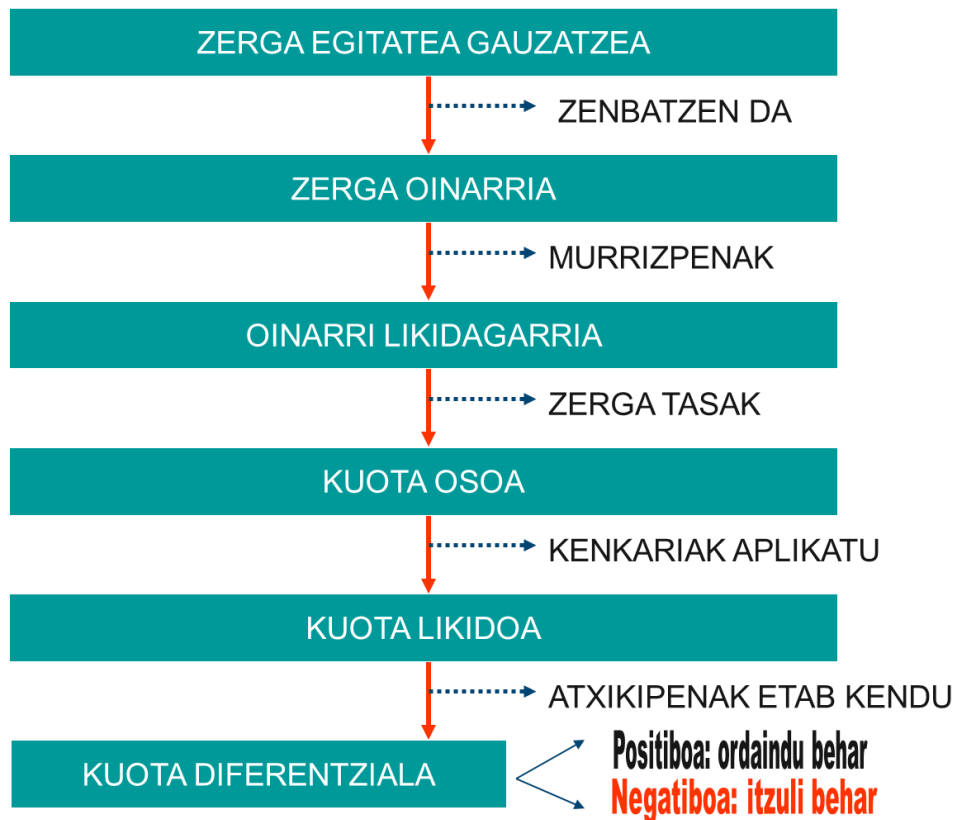 ZERGA EGITATEA GAUZATZEA
ZENBATZEN DA
ZERGA OINARRIA
MURRIZPENAK
OINARRI LIKIDAGARRIA
ZERGA TASAK
KUOTA OSOA
KENKARIAK APLIKATU
KUOTA LIKIDOA
ATXIKIPENAK ETAB KENDU
KUOTA DIFERENTZIALA
Positiboa: ordaindu behar
Negatiboa: itzuli behar